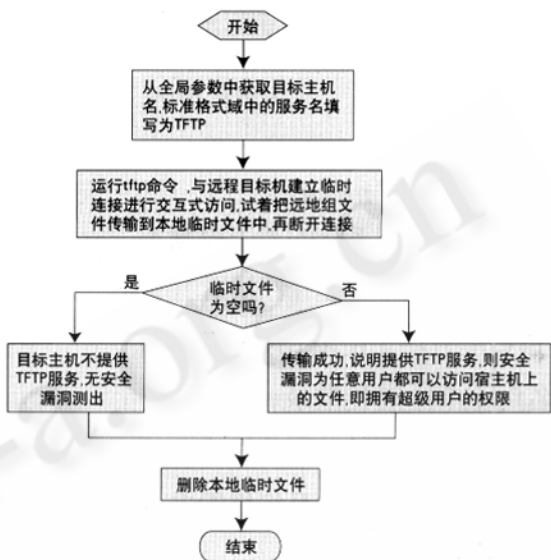 开始
从全局参数中获取目标主机
名,标准格式域中的服务名填
写为TFTP
运行tftp命令 ,与远程目标机建立临时
连接进行交互式访问,试着把远地组文
件传输到本地临时文件中,再断开连接
临时文件
为空吗?
是
否
目标主机不提供
TFTP服务,无安全
漏洞测出
传输成功,说明提供TFTP服务,则安全
漏洞为任意用户都可以访问宿主机上
的文件,即拥有超级用户的权限
删除本地临时文件
结束